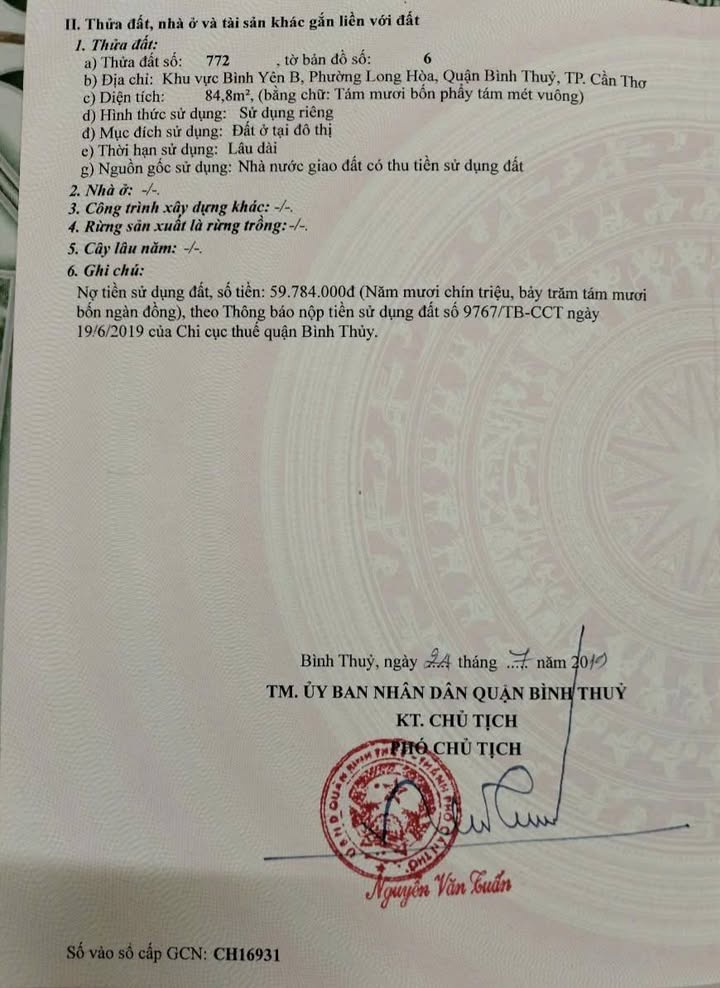 II. Thửa đất, nhà ở và tài sản khác gắn liền với đất
1. Thửa đất:
a) Thửa đất số: 772 , tờ bản đồ số: 6
b) Địa chỉ: Khu vực Bình Yên B, Phường Long Hòa, Quận Bình Thuỷ, TP. Cần Thơ
c) Diện tích: 84,8m², (bằng chữ: Tám mươi bốn phẩy tám mét vuông)
d) Hình thức sử dụng: Sử dụng riêng
đ) Mục đích sử dụng: Đất ở tại đô thị
e) Thời hạn sử dụng: Lâu dài
g) Nguồn gốc sử dụng: Nhà nước giao đất có thu tiền sử dụng đất
2. Nhà ở: -/-.
3. Công trình xây dựng khác: -/-.
4. Rừng sản xuất là rừng trồng: -/-.
5. Cây lâu năm: -/-.
6. Ghi chú:
Nợ tiền sử dụng đất, số tiền: 59.784.000đ (Năm mươi chín triệu, bảy trăm tám mươi
bốn ngàn đồng), theo Thông báo nộp tiền sử dụng đất số 9767/TB-CCT ngày
19/6/2019 của Chi cục thuế quận Bình Thủy.
Bình Thuỷ, ngày 24 tháng 7 năm 2019
TM. ỦY BAN NHÂN DÂN QUẬN BÌNH THUỶ
KT. CHỦ TỊCH
PHÓ CHỦ TỊCH
U.B.N.D QUẬN BÌNH THỦY - THÀNH PHỐ CẦN THƠ
Nguyễn Văn Tuấn
Số vào sổ cấp GCN: CH16931